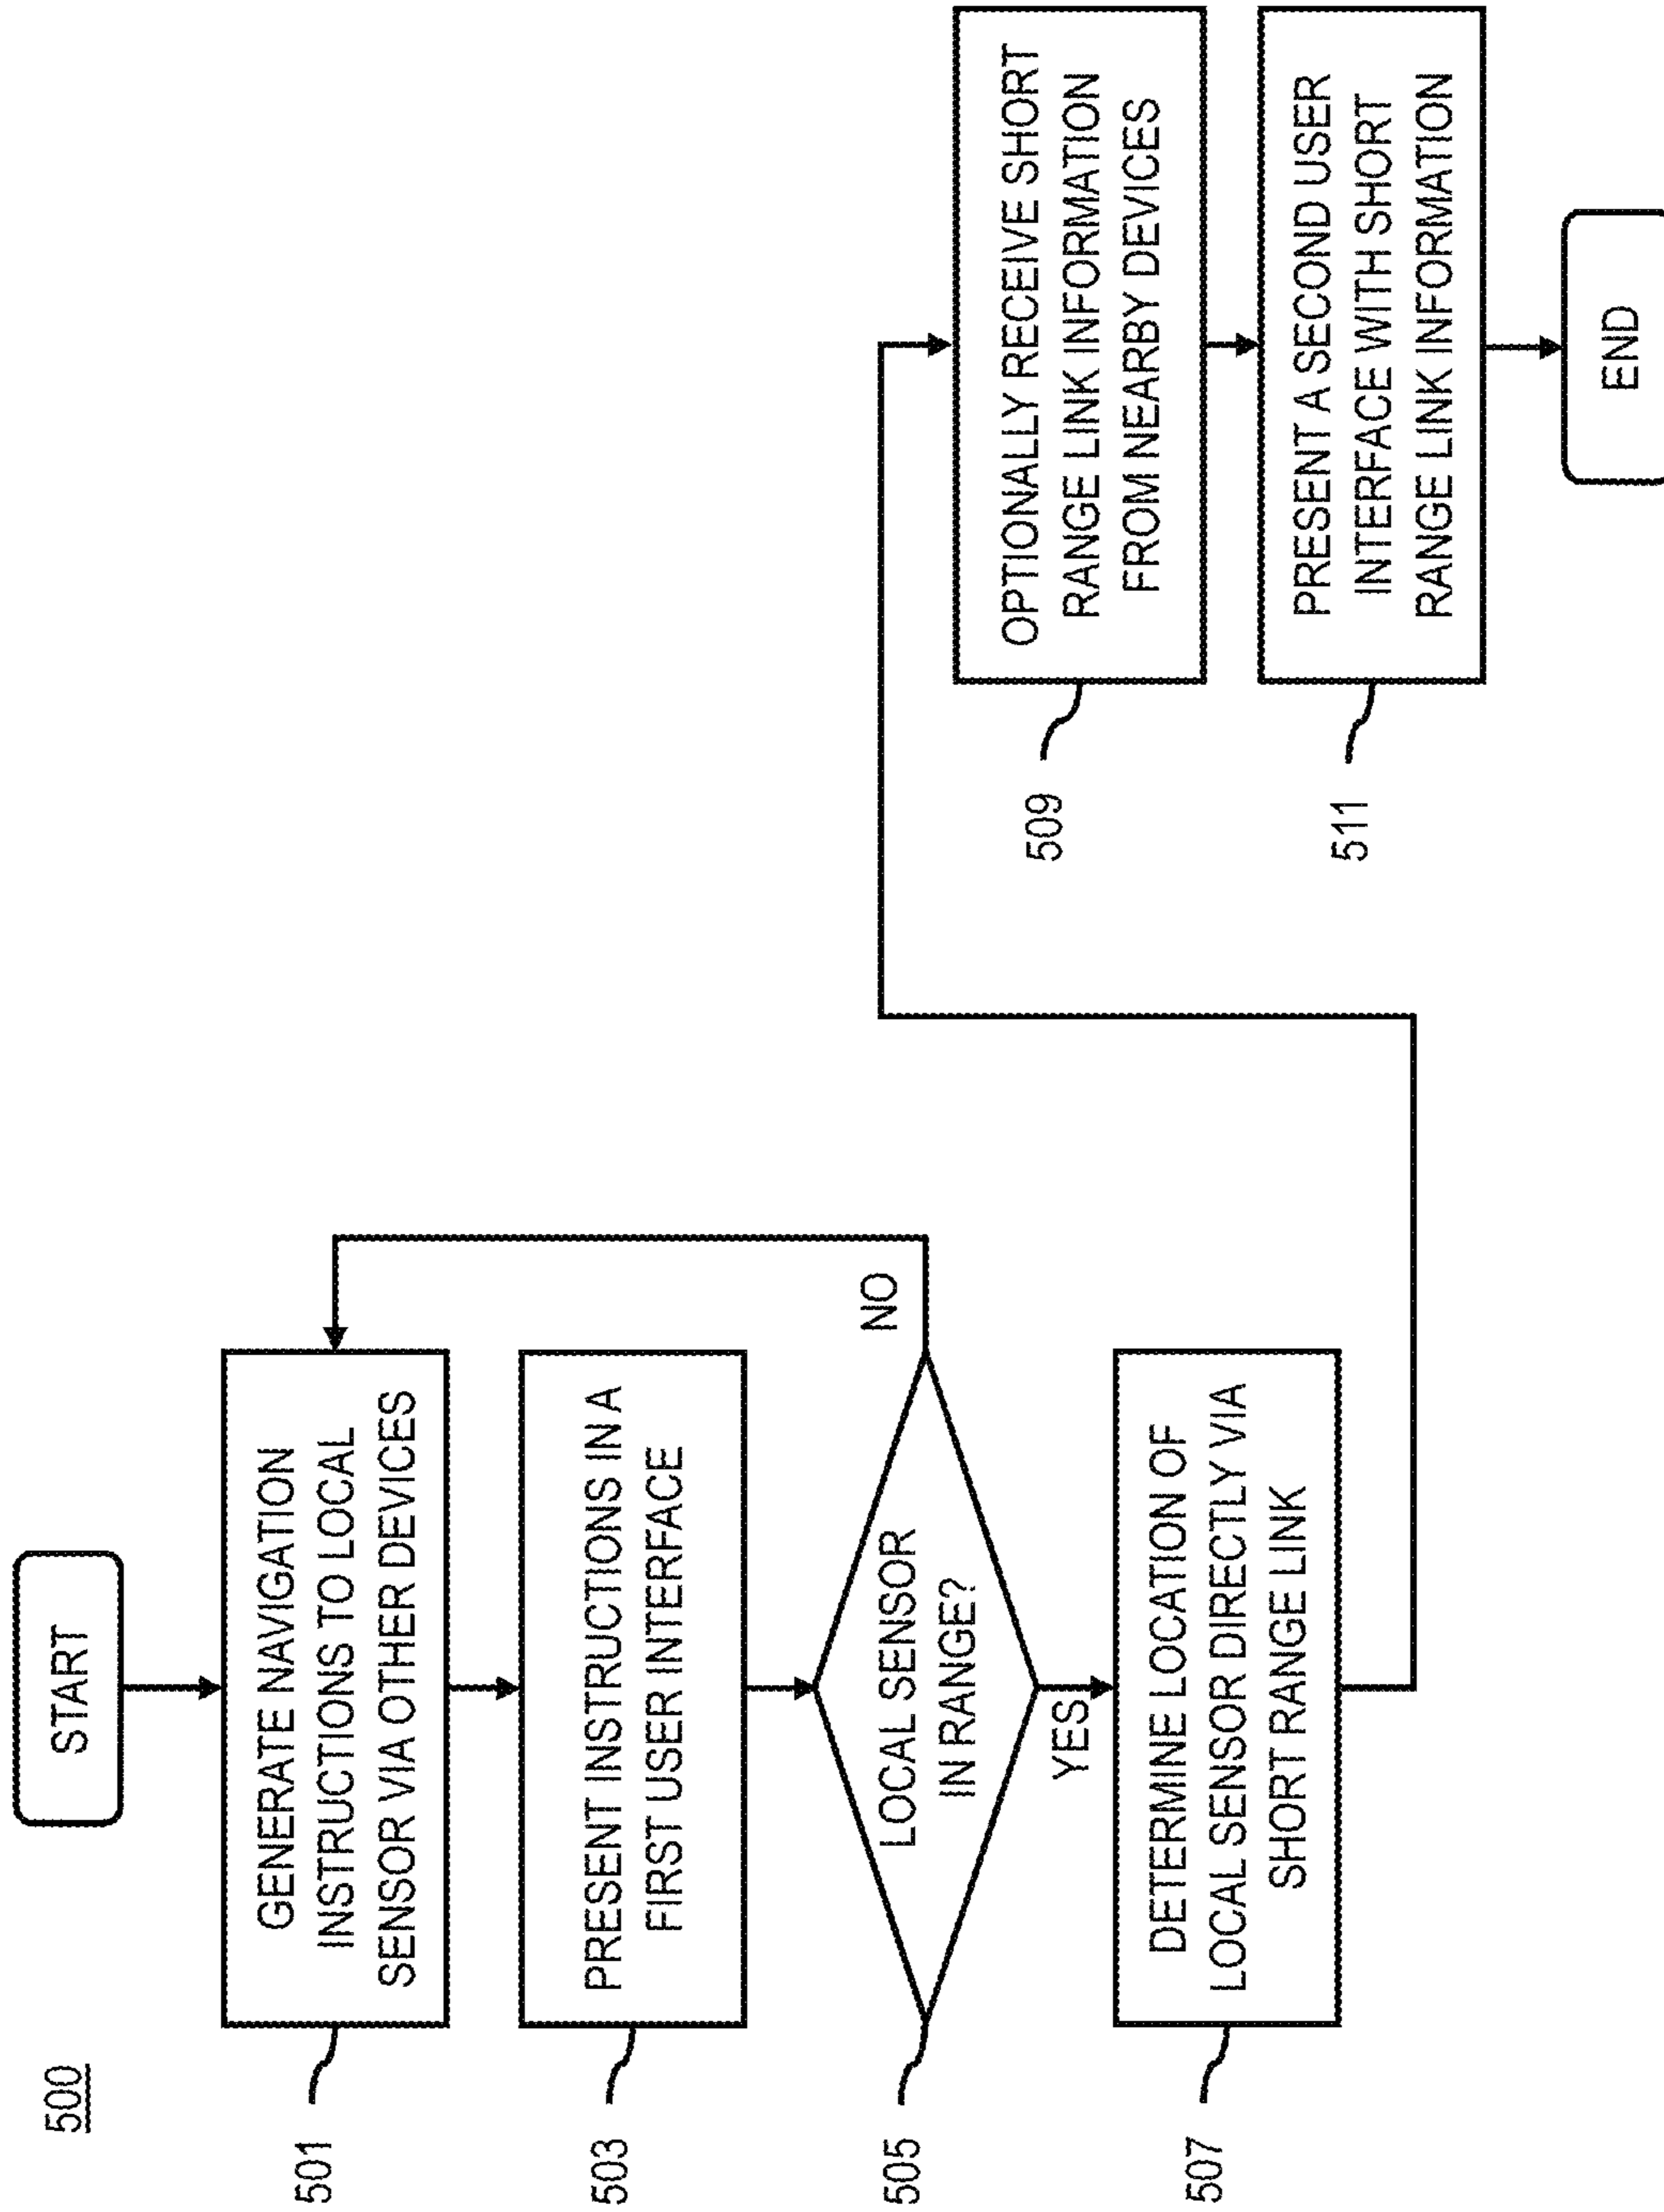 500
START
501
GENERATE NAVIGATION
INSTRUCTIONS TO LOCAL
SENSOR VIA OTHER DEVICES
503
PRESENT INSTRUCTIONS IN A
FIRST USER INTERFACE
505
LOCAL SENSOR
IN RANGE?
NO
YES
507
DETERMINE LOCATION OF
LOCAL SENSOR DIRECTLY VIA
SHORT RANGE LINK
509
OPTIONALLY RECEIVE SHORT
RANGE LINK INFORMATION
FROM NEARBY DEVICES
511
PRESENT A SECOND USER
INTERFACE WITH SHORT
RANGE LINK INFORMATION
END